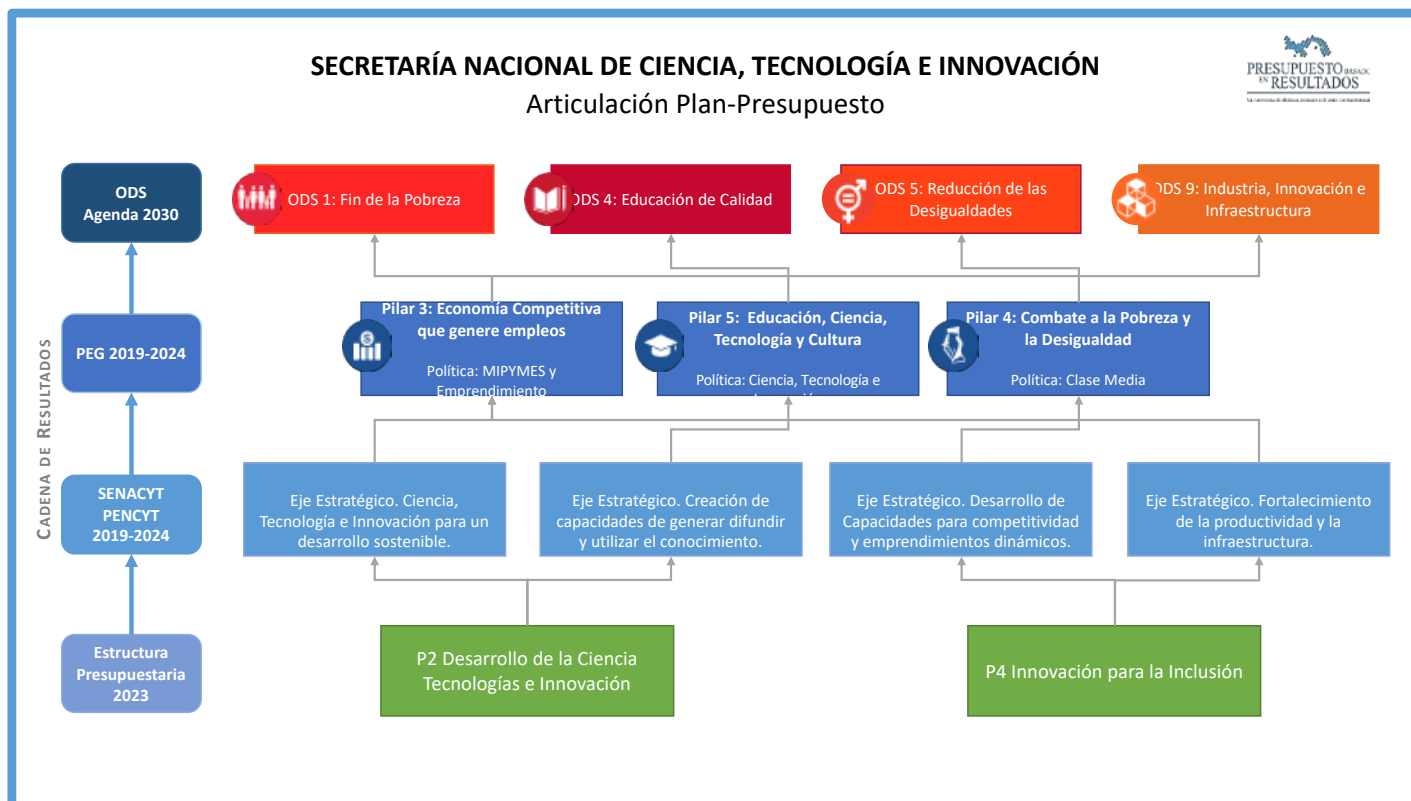 SECRETARÍA NACIONAL DE CIENCIA, TECNOLOGÍA E INNOVACIÓN
Articulación Plan-Presupuesto
PRESUPUESTO BASADO
EN RESULTADOS
CADENA DE RESULTADOS
ODS
Agenda 2030
ODS 1: Fin de la Pobreza
ODS 4: Educación de Calidad
ODS 5: Reducción de las
Desigualdades
ODS 9: Industria, Innovación e
Infraestructura
PEG 2019-2024
Pilar 3: Economía Competitiva
que genere empleos
Política: MIPYMES y
Emprendimiento
Pilar 5: Educación, Ciencia,
Tecnología y Cultura
Política: Ciencia, Tecnología e
Pilar 4: Combate a la Pobreza y
la Desigualdad
Política: Clase Media
SENACYT
PENCYT
2019-2024
Eje Estratégico. Ciencia,
Tecnología e Innovación para un
desarrollo sostenible.
Eje Estratégico. Creación de
capacidades de generar difundir
y utilizar el conocimiento.
Eje Estratégico. Desarrollo de
Capacidades para competitividad
y emprendimientos dinámicos.
Eje Estratégico. Fortalecimiento
de la productividad y la
infraestructura.
Estructura
Presupuestaria
2023
P2 Desarrollo de la Ciencia
Tecnologías e Innovación
P4 Innovación para la Inclusión